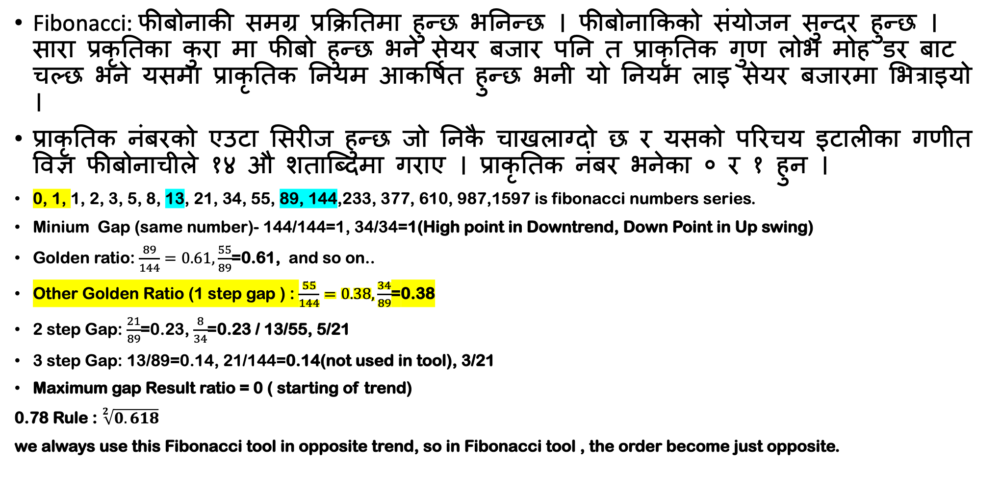 • Fibonacci: फीबोनाकी समग्र प्रक्रितिमा हुन्छ भनिन्छ । फीबोनाकिको संयोजन सुन्दर हुन्छ ।
सारा प्रकृतिका कुरा मा फीबो हुन्छ भने सेयर बजार पनि त प्राकृतिक गुण लोभ मोह डर बाट
चल्छ भने यसमा प्राकृतिक नियम आकर्षित हुन्छ भनी यो नियम लाइ सेयर बजारमा भित्राइयो
।
• प्राकृतिक नंबरको एउटा सिरीज हुन्छ जो निकै चाखलाग्दो छ र यसको परिचय इटालीका गणीत
विज्ञ फीबोनाचीले १४ औ शताब्दिमा गराए । प्राकृतिक नंबर भनेका ० र १ हुन ।
• 0, 1, 1, 2, 3, 5, 8, 13, 21, 34, 55, 89, 144,233, 377, 610, 987,1597 is fibonacci numbers series.
• Minium Gap (same number)- 144/144=1, 34/34=1(High point in Downtrend, Down Point in Up swing)
• Golden ratio: 89/144 = 0.61, 55/89=0.61, and so on..
• Other Golden Ratio (1 step gap ) : 55/144 = 0.38, 34/89=0.38
• 2 step Gap: 21/89=0.23, 8/34=0.23 / 13/55, 5/21
• 3 step Gap: 13/89=0.14, 21/144=0.14(not used in tool), 3/21
• Maximum gap Result ratio = 0 ( starting of trend)
0.78 Rule : ²√0.618
we always use this Fibonacci tool in opposite trend, so in Fibonacci tool , the order become just opposite.